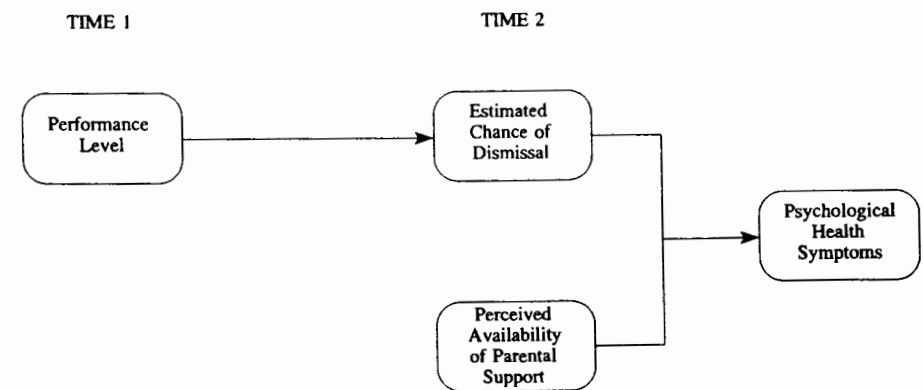 TIME 1
TIME 2
Performance
Level
Estimated
Chance of
Dismissal
Psychological
Health
Symptoms
Perceived
Availability
of Parental
Support